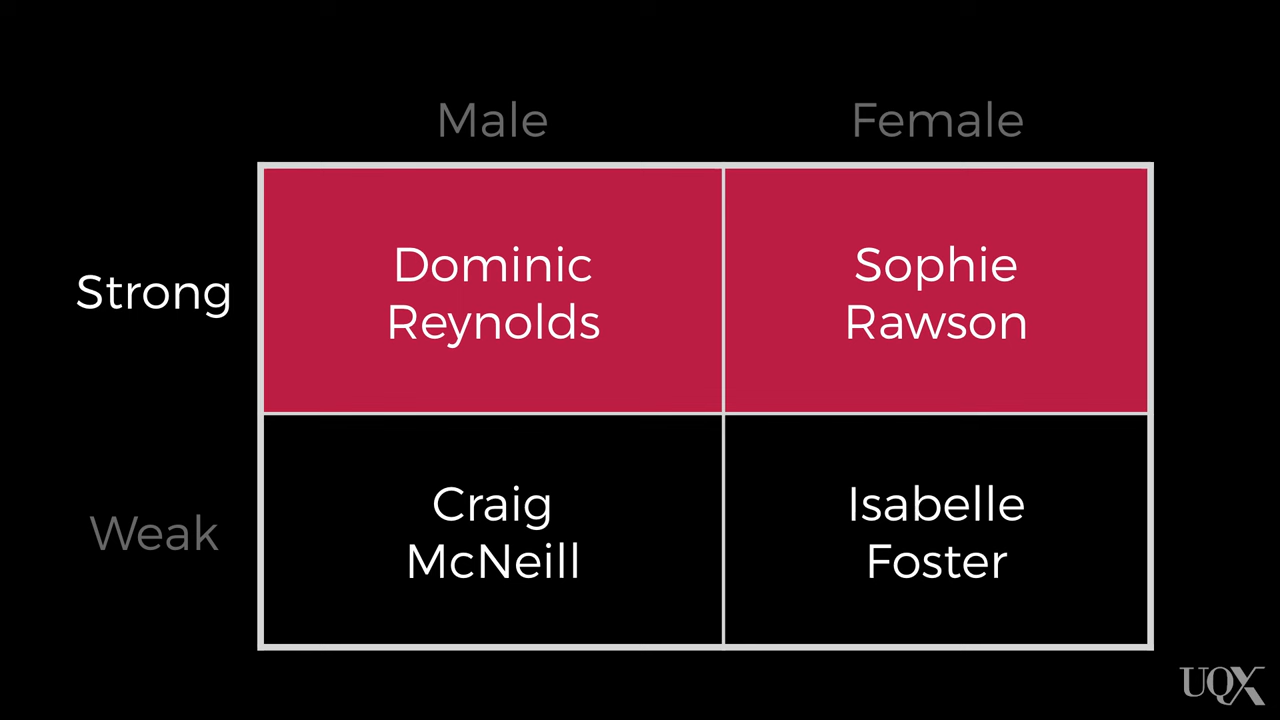 Male Female
Strong
Dominic
Reynolds
Sophie
Rawson
Weak
Craig
McNeill
Isabelle
Foster
UQX